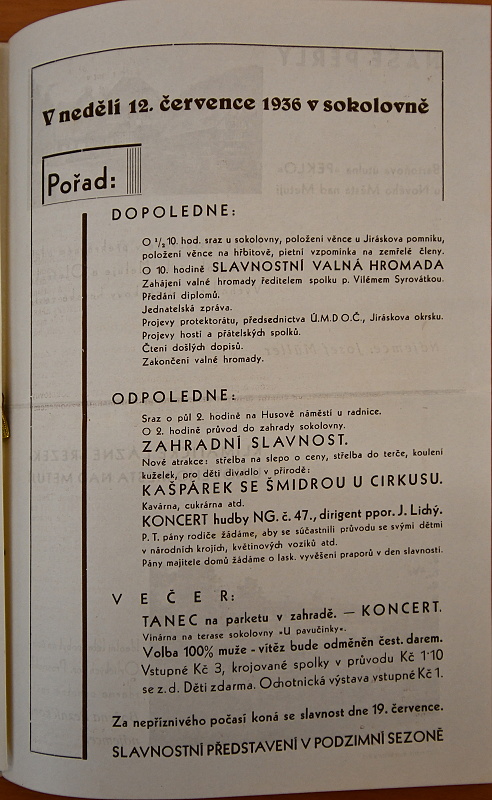 V neděli 12. července 1936 v sokolovně
Pořad:
DOPOLEDNE:
O ½10. hod. sraz u sokolovny, položení věnce u Jiráskova pomníku,
položení věnce na hřbitově, pietní vzpomínka na zemřelé členy.
O 10. hodině SLAVNOSTNÍ VALNÁ HROMADA
Zahájení valné hromady ředitelem spolku p. Vilémem Syrovátkou.
Předání diplomů.
Jednatelská zpráva.
Projevy protektorátu, předsednictva Ú.M.D.O.Č., Jiráskova okrsku.
Projevy hostí a přátelských spolků.
Čtení došlých dopisů.
Zakončení valné hromady.
ODPOLEDNE:
Sraz o půl 2. hodině na Husově náměstí u radnice.
O 2. hodině průvod do zahrady sokolovny.
ZAHRADNÍ SLAVNOST.
Nové atrakce: střelba na slepo o ceny, střelba do terče, koulení
kuželek, pro děti divadlo v přírodě:
KAŠPÁREK SE ŠMIDROU U CIRKUSU.
Kavárna, cukrárna atd.
KONCERT hudby NG. č. 47., dirigent ppor. J. Lichý.
P. T. pány rodiče žádáme, aby se súčastnili průvodu se svými dětmi
v národních krojích, květinových vozíků atd.
Pány majitele domů žádáme o lask. vyvěšení praporů v den slavnosti.
VEČER:
TANEC na parketu v zahradě. — KONCERT.
Vinárna na terase sokolovny »U pavučinky«.
Volba 100% muže - vítěz bude odměněn čest. darem.
Vstupné Kč 3, krojované spolky v průvodu Kč 1·10
se z. d. Děti zdarma. Ochotnická výstava vstupné Kč 1.
Za nepříznivého počasí koná se slavnost dne 19. července.
SLAVNOSTNÍ PŘEDSTAVENÍ V PODZIMNÍ SEZONĚ